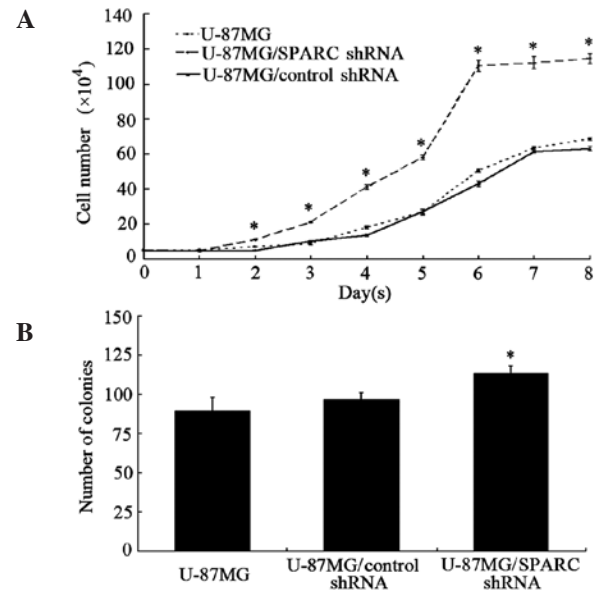 A
U-87MG
U-87MG/SPARC shRNA
U-87MG/control shRNA
Cell number (×10⁴)
140
120
100
80
60
40
20
0
* * * * * * *
0 1 2 3 4 5 6 7 8
Day(s)
B
Number of colonies
150
125
100
75
50
25
0
*
U-87MG U-87MG/control shRNA U-87MG/SPARC shRNA